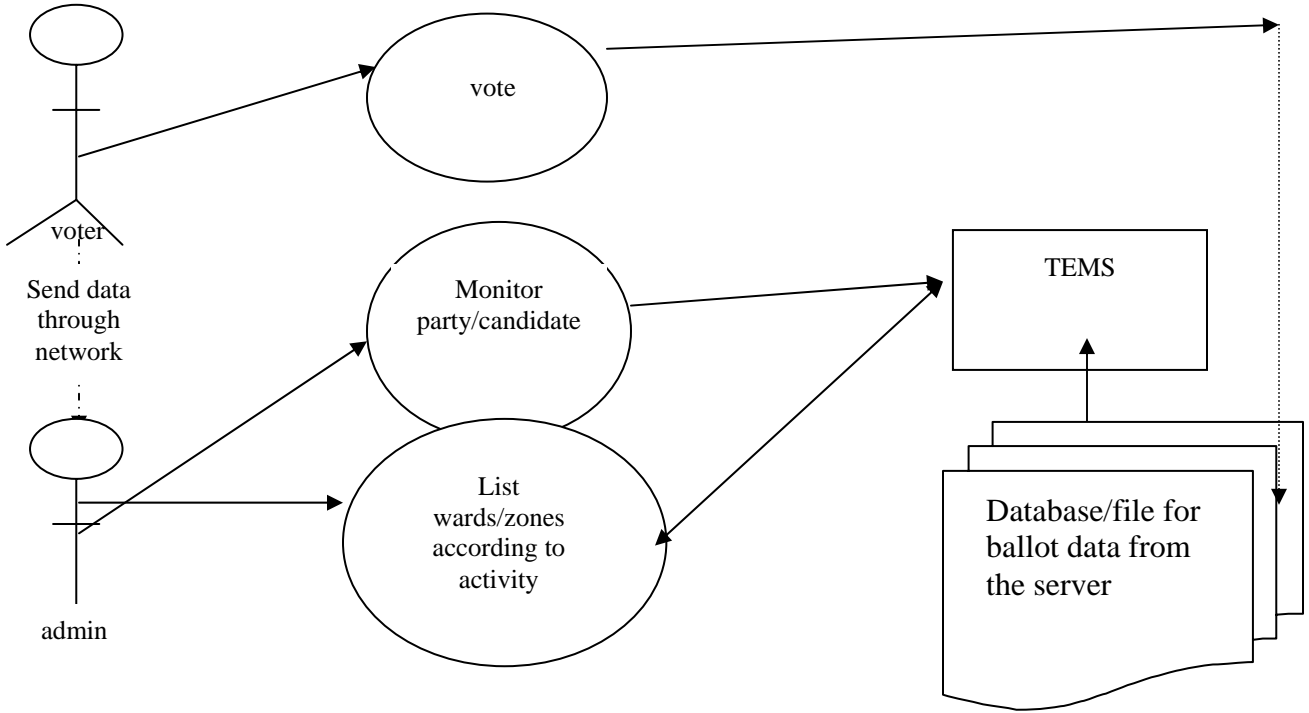 vote
voter
Send data
through
network
Monitor
party/candidate
TEMS
List
wards/zones
according to
activity
Database/file for
ballot data from
the server
admin